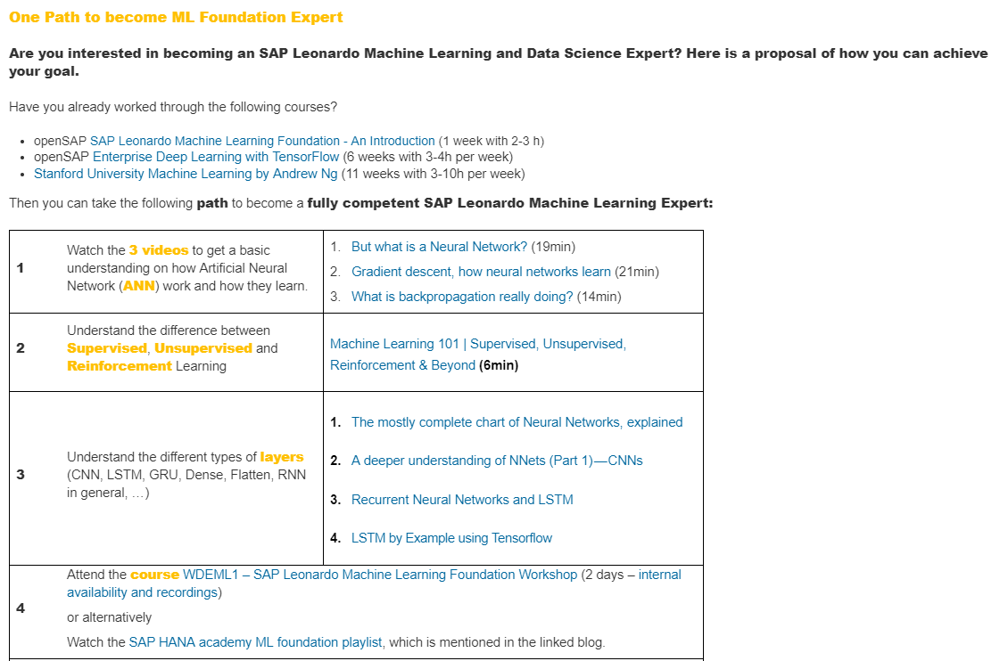 One Path to become ML Foundation Expert
Are you interested in becoming an SAP Leonardo Machine Learning and Data Science Expert? Here is a proposal of how you can achieve
your goal.
Have you already worked through the following courses?
• openSAP SAP Leonardo Machine Learning Foundation - An Introduction (1 week with 2-3 h)
• openSAP Enterprise Deep Learning with TensorFlow (6 weeks with 3-4h per week)
• Stanford University Machine Learning by Andrew Ng (11 weeks with 3-10h per week)
Then you can take the following path to become a fully competent SAP Leonardo Machine Learning Expert:
1
Watch the 3 videos to get a basic
understanding on how Artificial Neural
Network (ANN) work and how they learn.
1. But what is a Neural Network? (19min)
2. Gradient descent, how neural networks learn (21min)
3. What is backpropagation really doing? (14min)
2
Understand the difference between
Supervised, Unsupervised and
Reinforcement Learning
Machine Learning 101 | Supervised, Unsupervised,
Reinforcement & Beyond (6min)
3
Understand the different types of layers
(CNN, LSTM, GRU, Dense, Flatten, RNN
in general, …)
1. The mostly complete chart of Neural Networks, explained
2. A deeper understanding of NNets (Part 1)—CNNs
3. Recurrent Neural Networks and LSTM
4. LSTM by Example using Tensorflow
4
Attend the course WDEML1 – SAP Leonardo Machine Learning Foundation Workshop (2 days – internal
availability and recordings)
or alternatively
Watch the SAP HANA academy ML foundation playlist, which is mentioned in the linked blog.